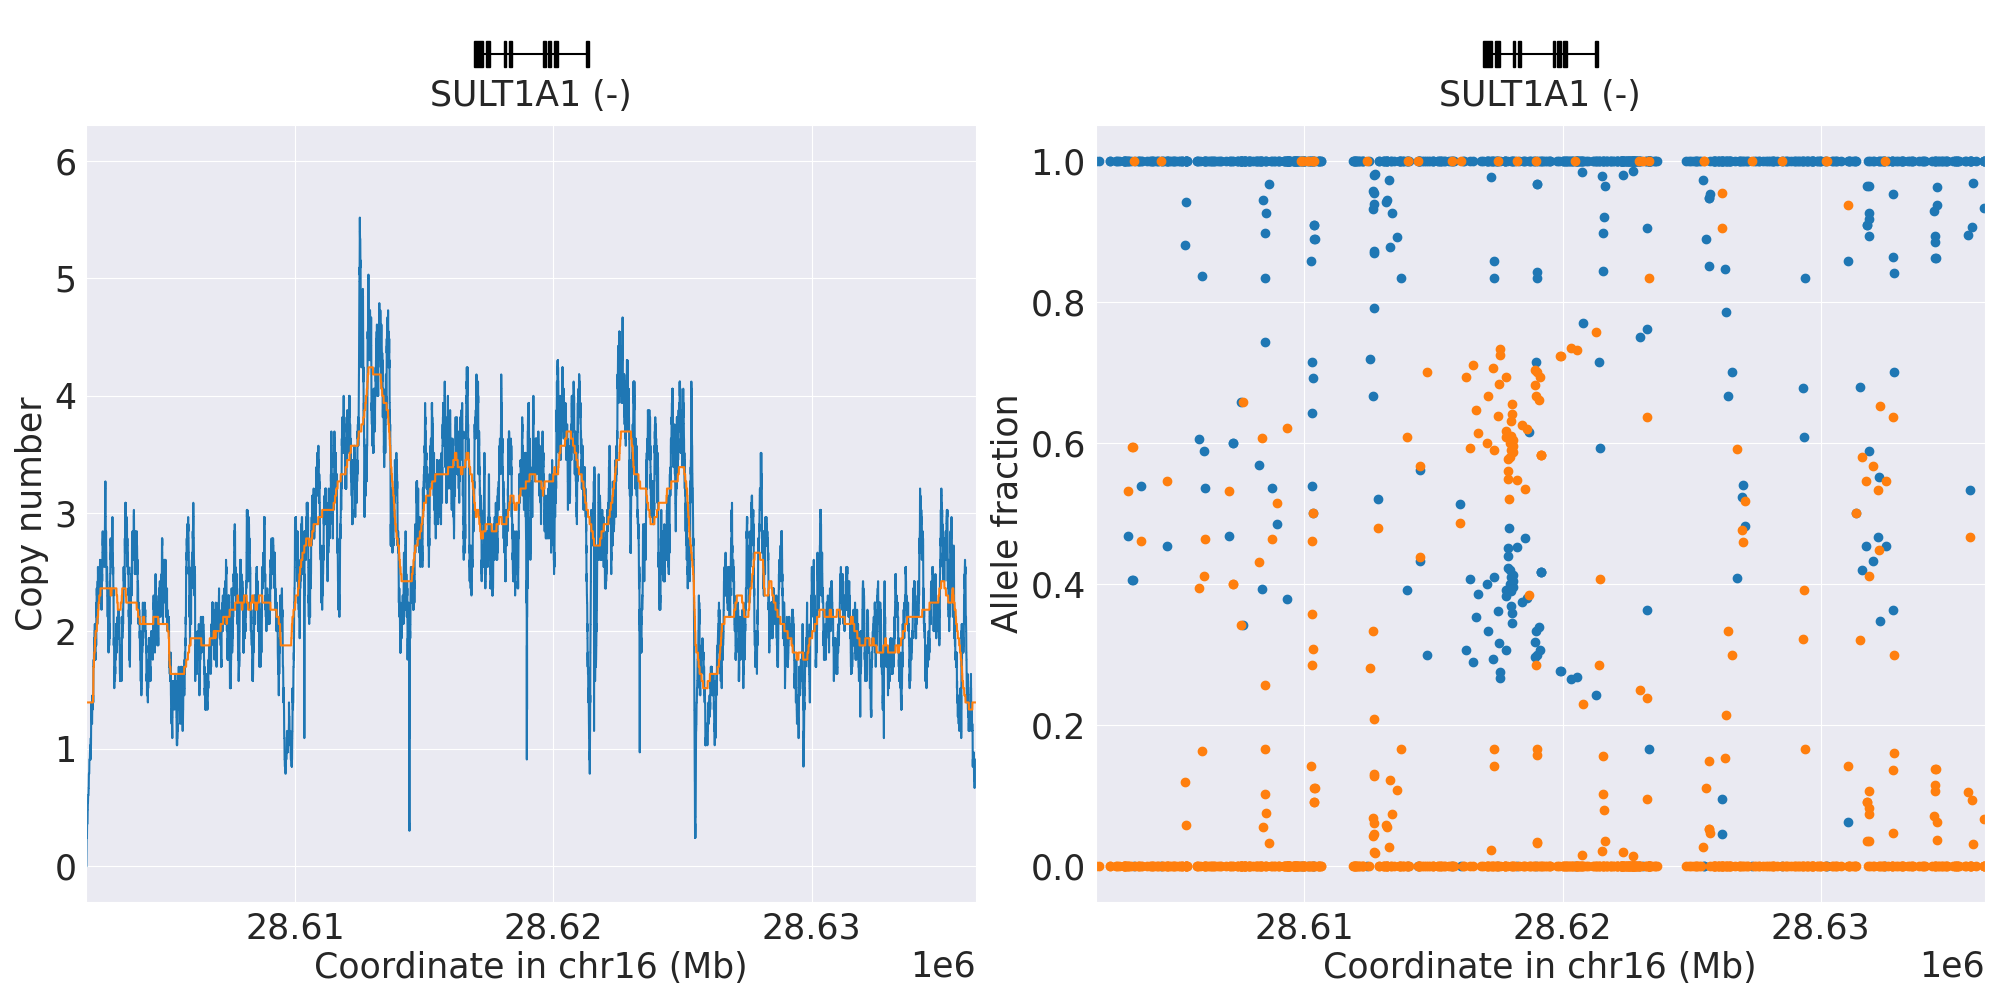 SULT1A1 (-)
Copy number
6
5
4
3
2
1
0
28.61
28.62
28.63
Coordinate in chr16 (Mb)
1e6
SULT1A1 (-)
Allele fraction
1.0
0.8
0.6
0.4
0.2
0.0
28.61
28.62
28.63
Coordinate in chr16 (Mb)
1e6